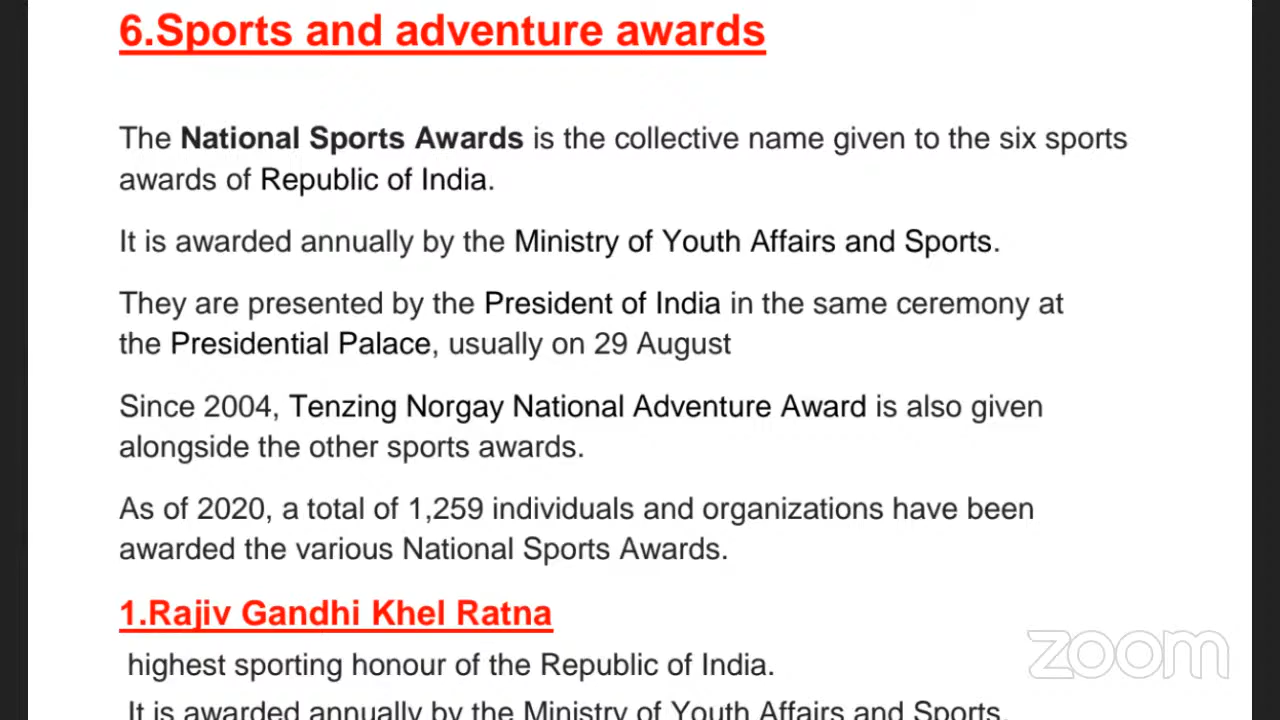 6.Sports and adventure awards
The National Sports Awards is the collective name given to the six sports
awards of Republic of India.
It is awarded annually by the Ministry of Youth Affairs and Sports.
They are presented by the President of India in the same ceremony at
the Presidential Palace, usually on 29 August
Since 2004, Tenzing Norgay National Adventure Award is also given
alongside the other sports awards.
As of 2020, a total of 1,259 individuals and organizations have been
awarded the various National Sports Awards.
1.Rajiv Gandhi Khel Ratna
highest sporting honour of the Republic of India.
It is awarded annually by the Ministry of Youth Affairs and Sports.
zoom